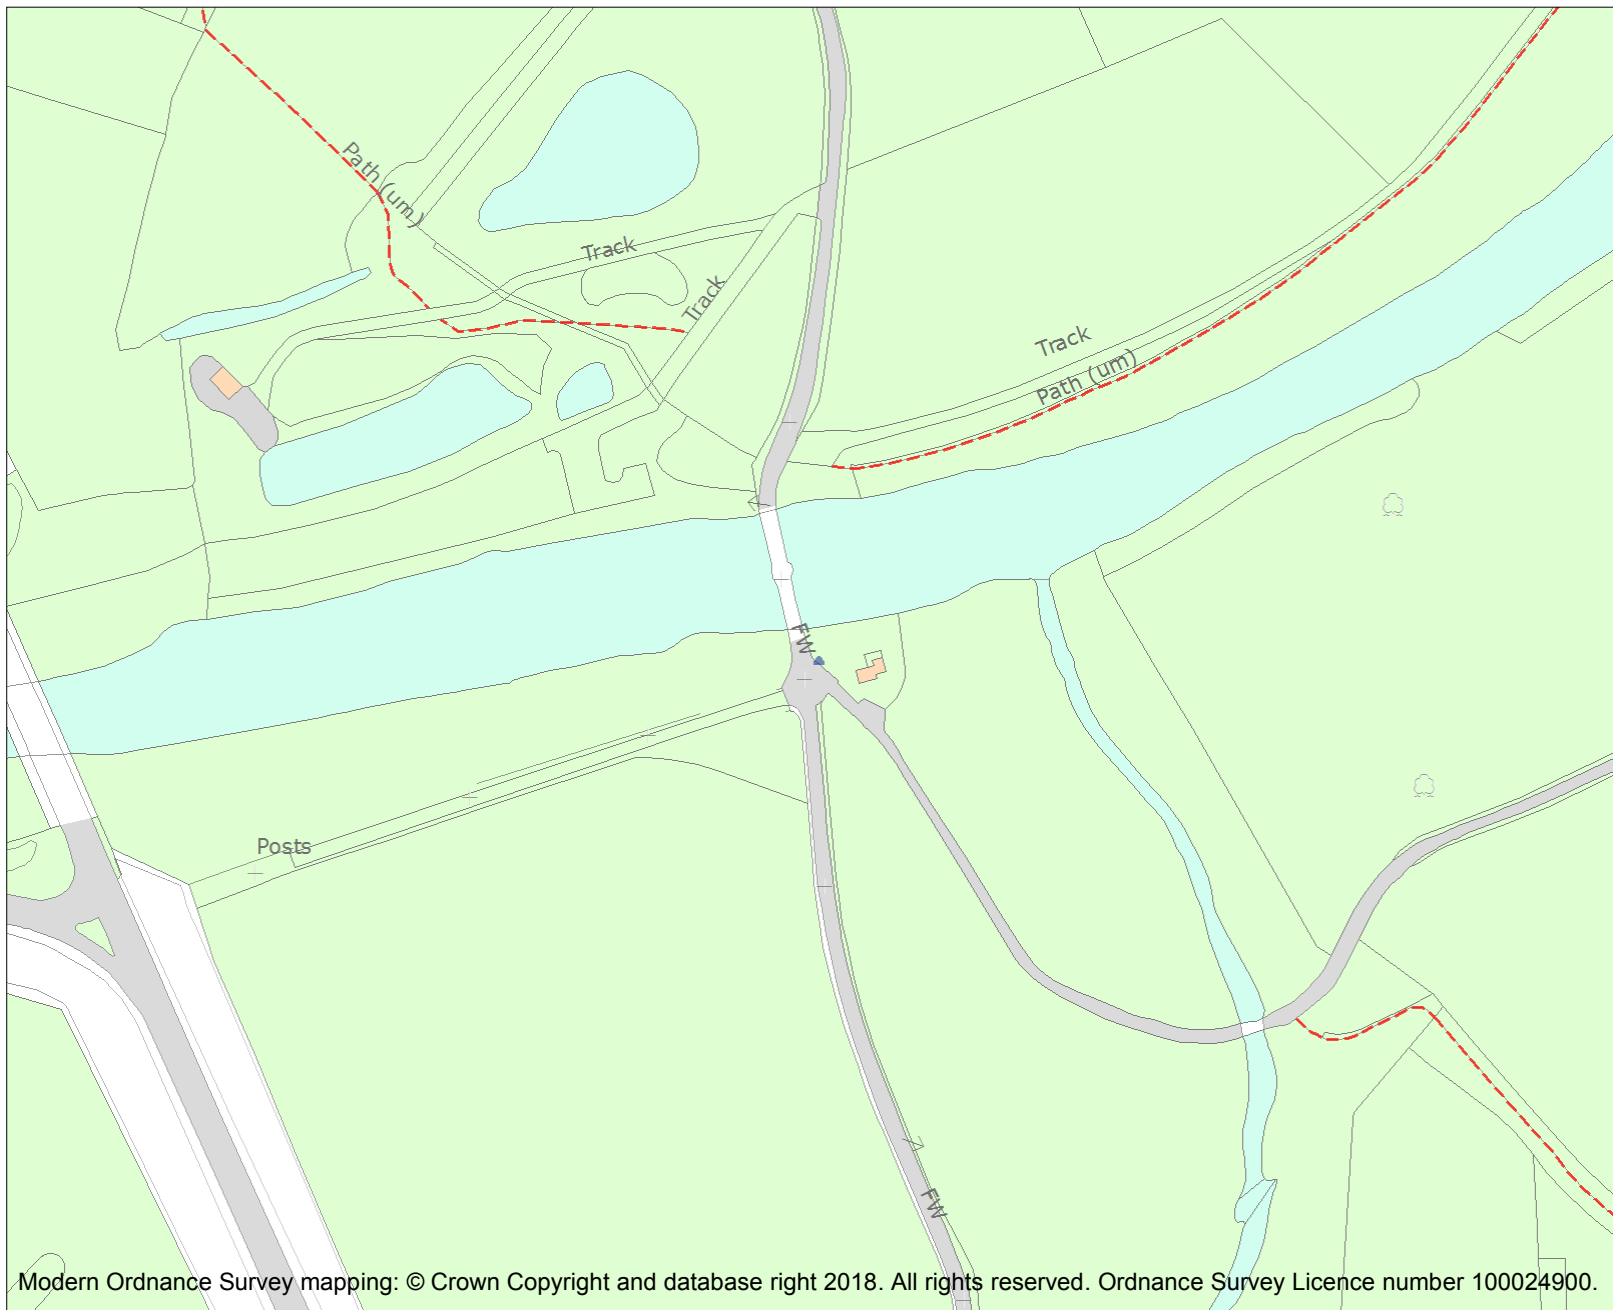 Path (um)
Track
Track
Track
Path (um)
FW
Posts
FW
Modern Ordnance Survey mapping: © Crown Copyright and database right 2018. All rights reserved. Ordnance Survey Licence number 100024900.